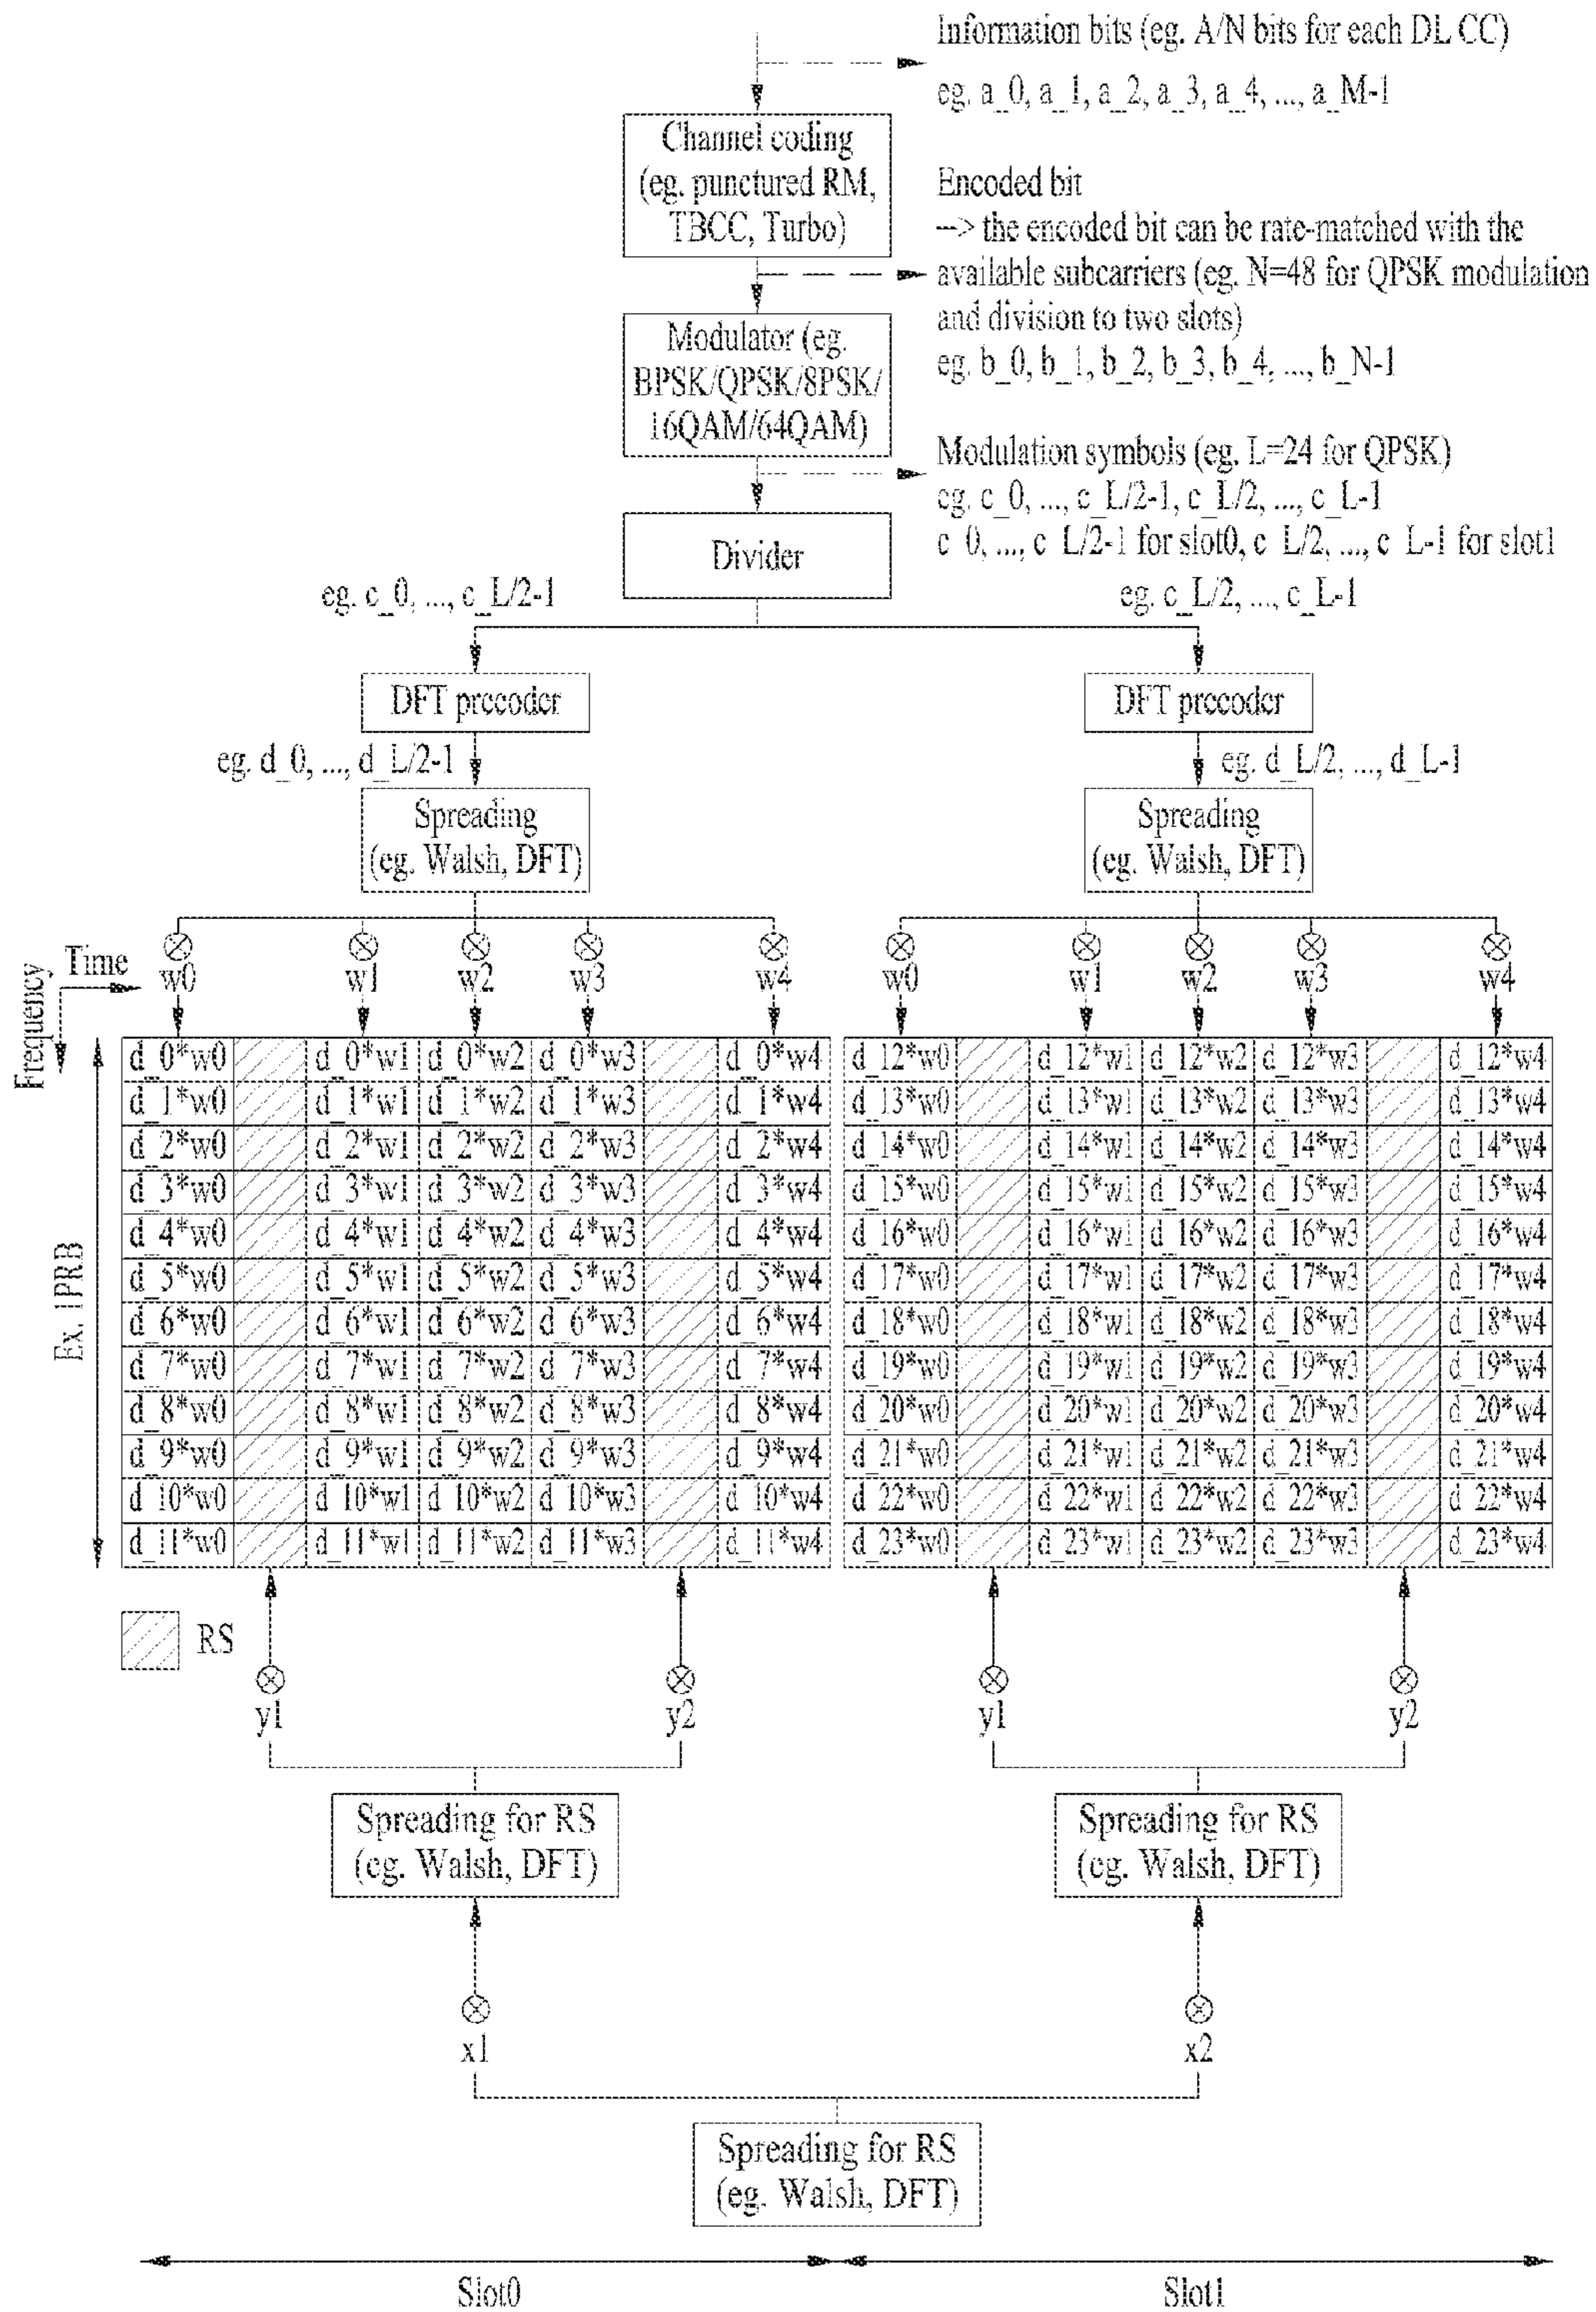 Information bits (eg. A/N bits for each DL CC)
eg. a_0, a_1, a_2, a_3, a_4, ..., a_M-1
Channel coding
(eg. punctured RM,
TBCC, Turbo)
Encoded bit
--> the encoded bit can be rate-matched with the
available subcarriers (eg. N=48 for QPSK modulation
and division to two slots)
eg. b_0, b_1, b_2, b_3, b_4, ..., b_N-1
Modulator (eg.
BPSK/QPSK/8PSK/
16QAM/64QAM)
Modulation symbols (eg. L=24 for QPSK)
eg. c_0, ..., c_L/2-1, c_L/2, ..., c_L-1
c_0, ..., c_L/2-1 for slot0, c_L/2, ..., c_L-1 for slot1
Divider
eg. c_0, ..., c_L/2-1 eg. c_L/2, ..., c_L-1
DFT precoder DFT precoder
eg. d_0, ..., d_L/2-1 eg. d_L/2, ..., d_L-1
Spreading Spreading
(eg. Walsh, DFT) (eg. Walsh, DFT)
Time w0 w1 w2 w3 w4 w0 w1 w2 w3 w4
Frequency
Ex. 1PRB
d_0*w0 d_0*w1 d_0*w2 d_0*w3 d_0*w4 d_12*w0 d_12*w1 d_12*w2 d_12*w3 d_12*w4
d_1*w0 d_1*w1 d_1*w2 d_1*w3 d_1*w4 d_13*w0 d_13*w1 d_13*w2 d_13*w3 d_13*w4
d_2*w0 d_2*w1 d_2*w2 d_2*w3 d_2*w4 d_14*w0 d_14*w1 d_14*w2 d_14*w3 d_14*w4
d_3*w0 d_3*w1 d_3*w2 d_3*w3 d_3*w4 d_15*w0 d_15*w1 d_15*w2 d_15*w3 d_15*w4
d_4*w0 d_4*w1 d_4*w2 d_4*w3 d_4*w4 d_16*w0 d_16*w1 d_16*w2 d_16*w3 d_16*w4
d_5*w0 d_5*w1 d_5*w2 d_5*w3 d_5*w4 d_17*w0 d_17*w1 d_17*w2 d_17*w3 d_17*w4
d_6*w0 d_6*w1 d_6*w2 d_6*w3 d_6*w4 d_18*w0 d_18*w1 d_18*w2 d_18*w3 d_18*w4
d_7*w0 d_7*w1 d_7*w2 d_7*w3 d_7*w4 d_19*w0 d_19*w1 d_19*w2 d_19*w3 d_19*w4
d_8*w0 d_8*w1 d_8*w2 d_8*w3 d_8*w4 d_20*w0 d_20*w1 d_20*w2 d_20*w3 d_20*w4
d_9*w0 d_9*w1 d_9*w2 d_9*w3 d_9*w4 d_21*w0 d_21*w1 d_21*w2 d_21*w3 d_21*w4
d_10*w0 d_10*w1 d_10*w2 d_10*w3 d_10*w4 d_22*w0 d_22*w1 d_22*w2 d_22*w3 d_22*w4
d_11*w0 d_11*w1 d_11*w2 d_11*w3 d_11*w4 d_23*w0 d_23*w1 d_23*w2 d_23*w3 d_23*w4
RS
y1 y2 y1 y2
Spreading for RS Spreading for RS
(eg. Walsh, DFT) (eg. Walsh, DFT)
x1 x2
Spreading for RS
(eg. Walsh, DFT)
Slot0 Slot1